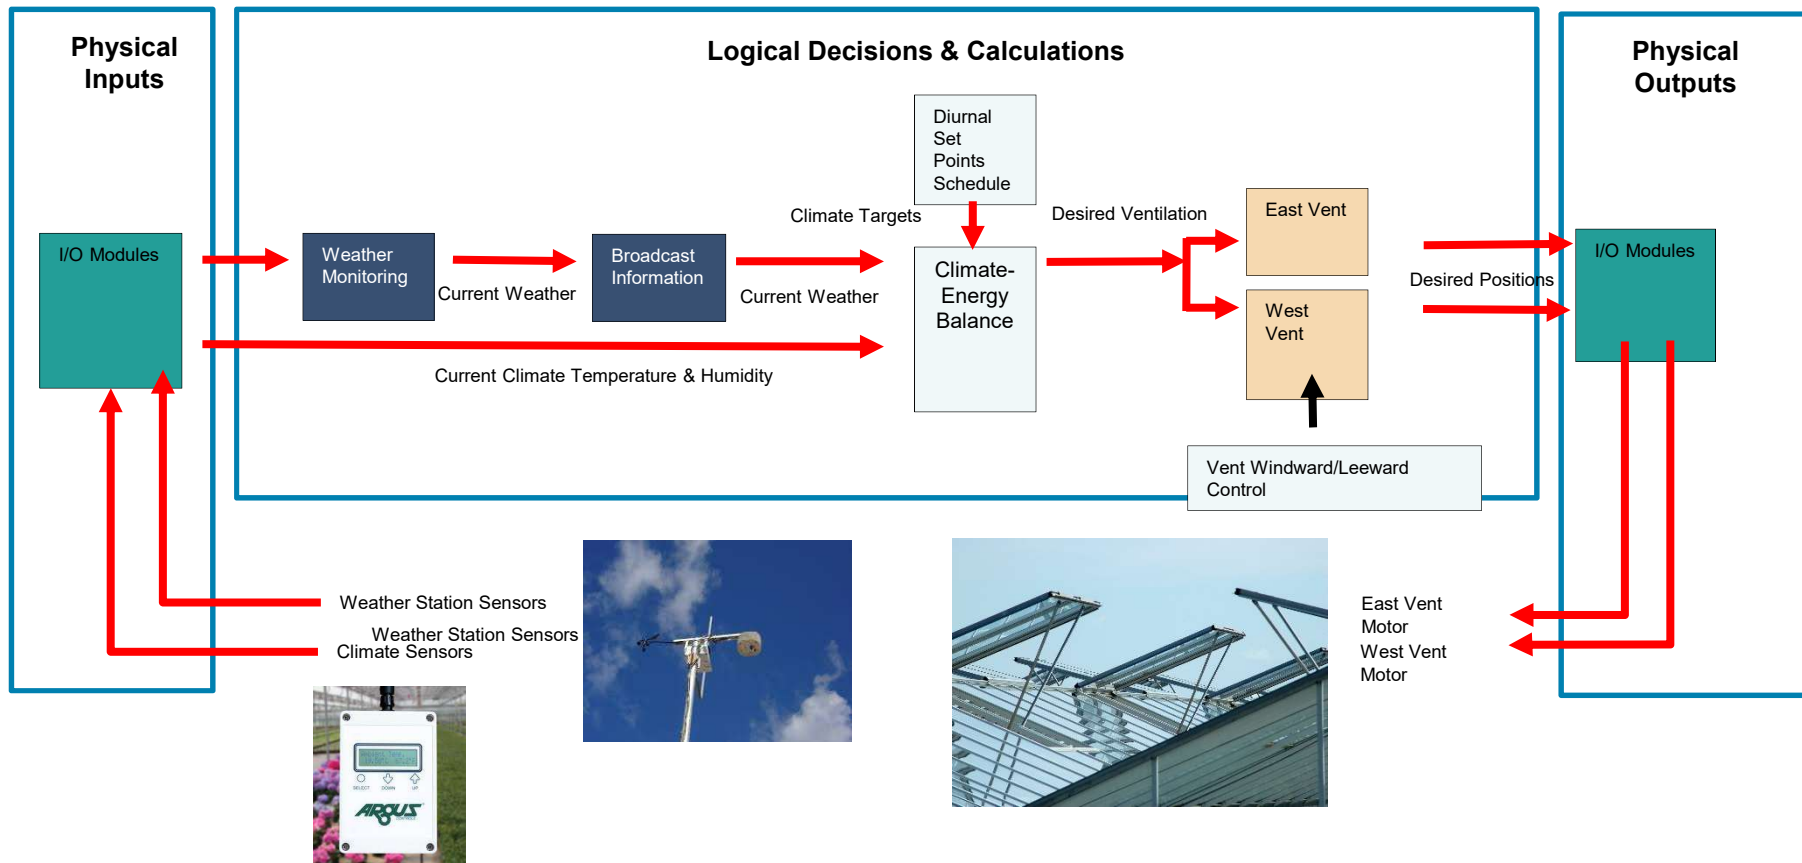 Physical
Inputs
Logical Decisions & Calculations
Physical
Outputs
Diurnal
Set
Points
Schedule
Climate Targets
Desired Ventilation
East Vent
I/O Modules
Weather
Monitoring
Current Weather
Broadcast
Information
Current Weather
Climate-
Energy
Balance
West
Vent
Desired Positions
I/O Modules
Current Climate Temperature & Humidity
Vent Windward/Leeward
Control
Weather Station Sensors
Weather Station Sensors
Climate Sensors
East Vent
Motor
West Vent
Motor
SELECT DOWN UP
ARGUS
CONTROLS